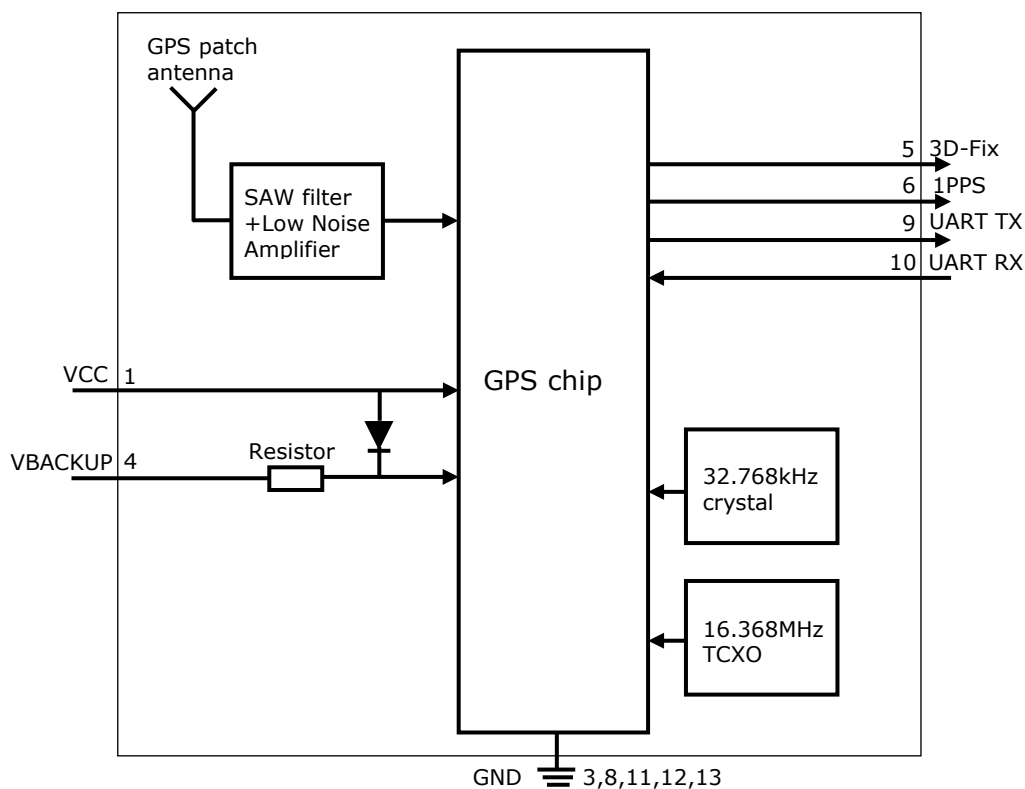 GPS patch
antenna
SAW filter
+Low Noise
Amplifier
5 3D-Fix
6 1PPS
9 UART TX
10 UART RX
VCC 1
GPS chip
VBACKUP 4
Resistor
32.768kHz
crystal
16.368MHz
TCXO
GND 3,8,11,12,13